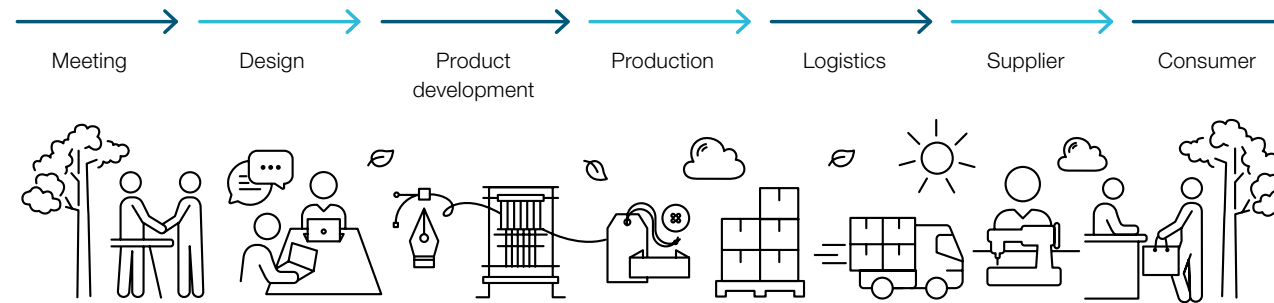 Meeting
Design
Product
development
Production
Logistics
Supplier
Consumer